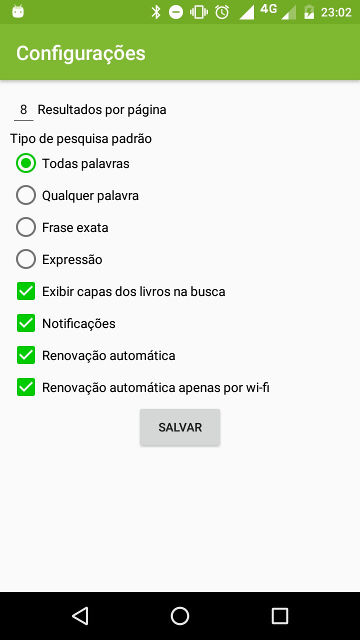 4G 23:02
Configurações
8 Resultados por página
Tipo de pesquisa padrão
Todas palavras
Qualquer palavra
Frase exata
Expressão
Exibir capas dos livros na busca
Notificações
Renovação automática
Renovação automática apenas por wi-fi
SALVAR